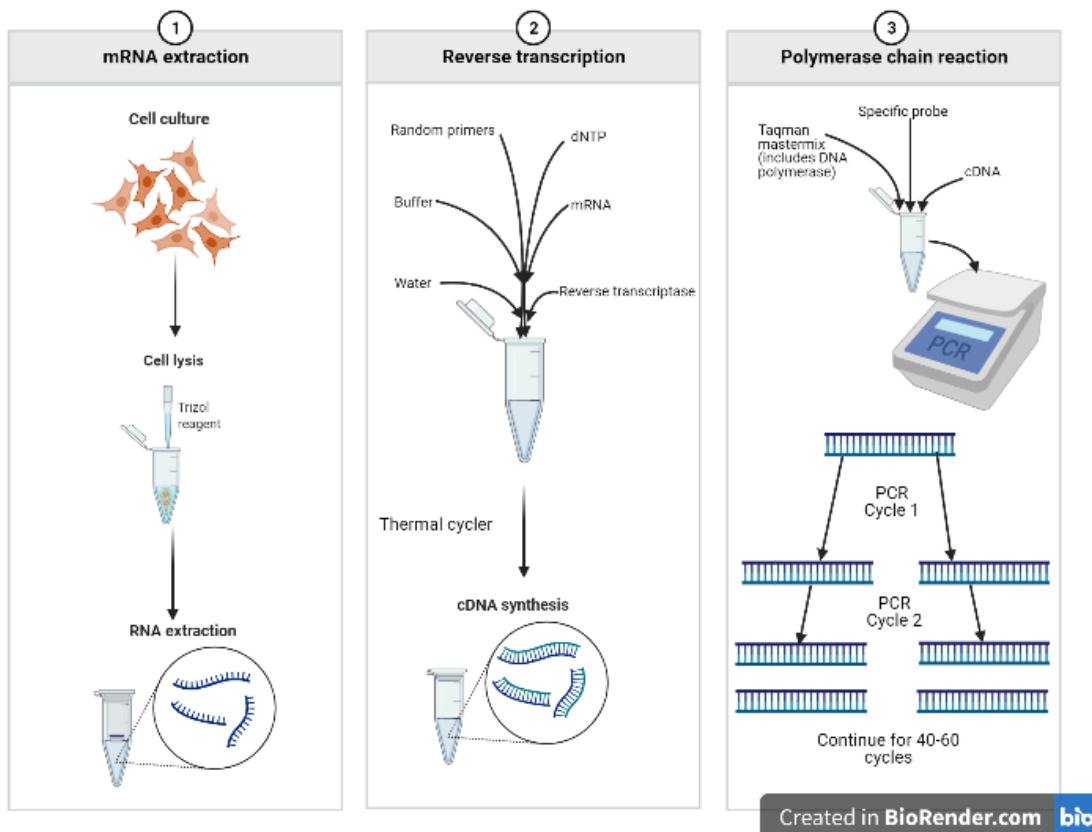 1
mRNA extraction
Cell culture
Cell lysis
Trizol
reagent
RNA extraction
2
Reverse transcription
Random primers
dNTP
Buffer
mRNA
Water
Reverse transcriptase
Thermal cycler
cDNA synthesis
3
Polymerase chain reaction
Specific probe
Taqman
mastermix
(includes DNA
polymerase)
cDNA
PCR
PCR
Cycle 1
PCR
Cycle 2
Continue for 40-60
cycles
Created in BioRender.com bio